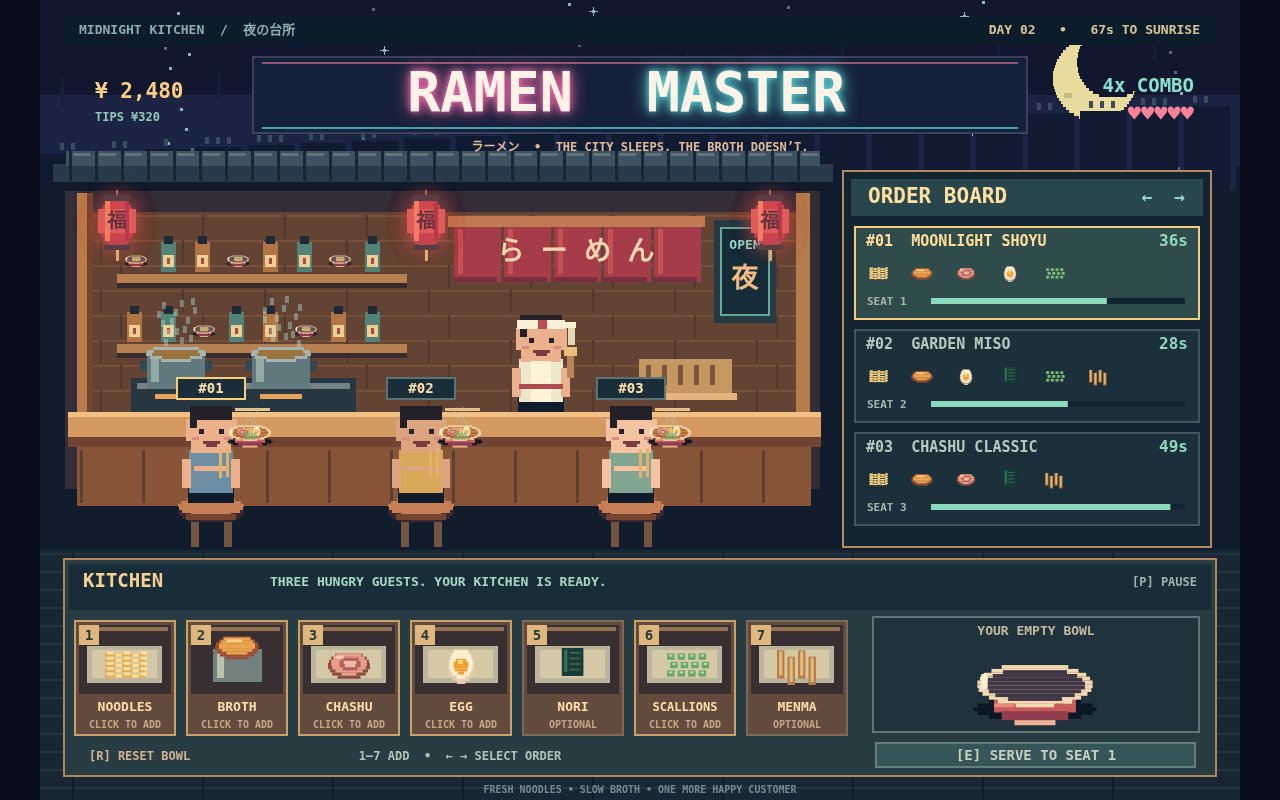 MIDNIGHT KITCHEN / 夜の台所
DAY 02 • 67s TO SUNRISE
¥ 2,480
TIPS ¥320
RAMEN MASTER
4x COMBO
♥♥♥♥♥
ラーメン • THE CITY SLEEPS. THE BROTH DOESN'T.
福
福
福
らーめん
OPEN
夜
#01
#02
#03
ORDER BOARD ← →
#01 MOONLIGHT SHOYU 36s
SEAT 1
#02 GARDEN MISO 28s
SEAT 2
#03 CHASHU CLASSIC 49s
SEAT 3
KITCHEN
THREE HUNGRY GUESTS. YOUR KITCHEN IS READY.
[P] PAUSE
1
NOODLES
CLICK TO ADD
2
BROTH
CLICK TO ADD
3
CHASHU
CLICK TO ADD
4
EGG
CLICK TO ADD
5
NORI
OPTIONAL
6
SCALLIONS
CLICK TO ADD
7
MENMA
OPTIONAL
YOUR EMPTY BOWL
[R] RESET BOWL
1–7 ADD • ← → SELECT ORDER
[E] SERVE TO SEAT 1
FRESH NOODLES • SLOW BROTH • ONE MORE HAPPY CUSTOMER